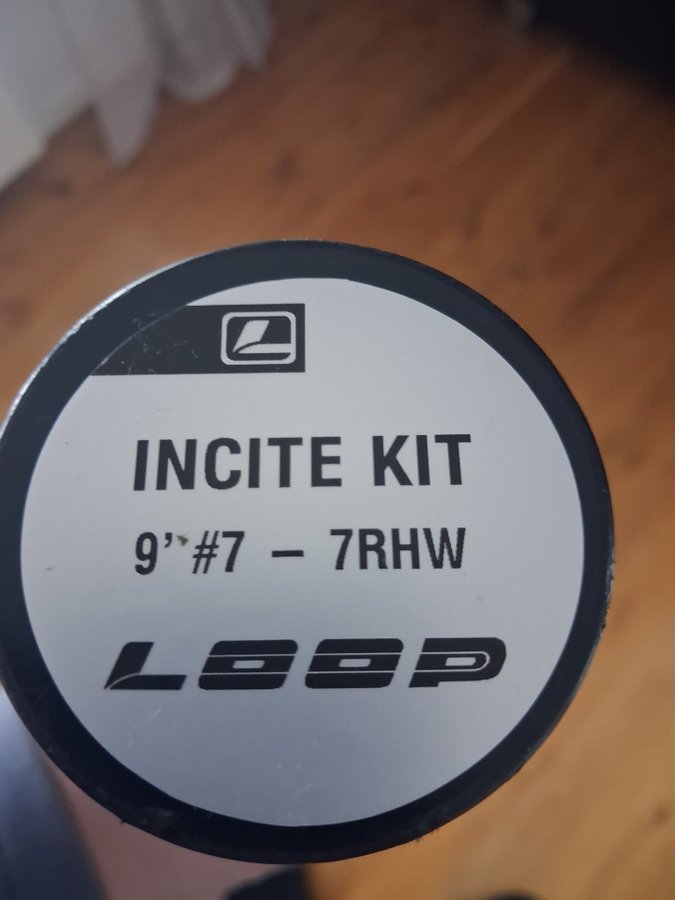 INCITE KIT
9' #7 – 7RHW
LOOP